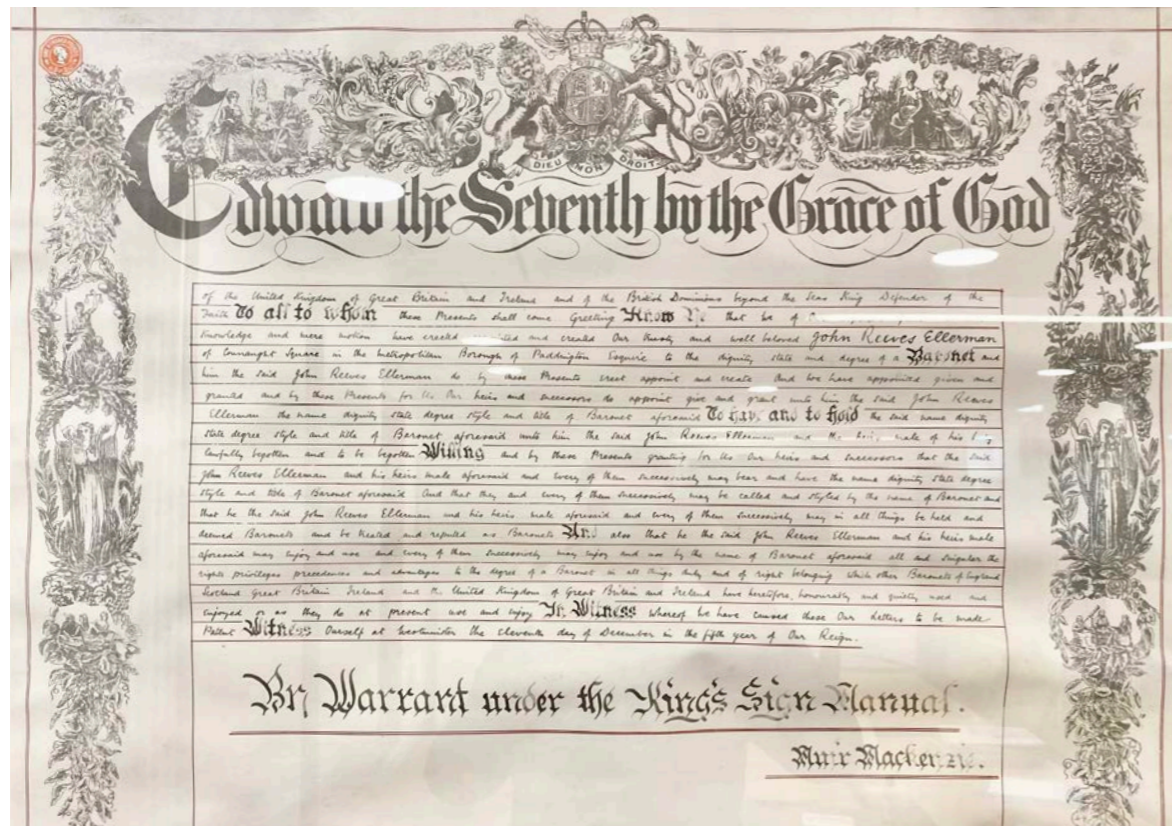 DIEU ET MON DROIT
Edward the Seventh by the Grace of God
of the United Kingdom of Great Britain and Ireland and of the British Dominions beyond the Seas King Defender of the
Faith To all to whom these Presents shall come Greeting Know Ye that we of
Knowledge and mere motion have created and created Our trusty and well beloved John Reeves Ellerman
of Connaught Square in the Metropolitan Borough of Paddington Esquire to the dignity state and degree of a Baronet and
him the said John Reeves Ellerman do by these Presents erect appoint and create And we have appointed given and
granted and by these Presents for Us Our heirs and successors do appoint give and grant unto him the said John Reeves
Ellerman the name dignity state degree style and title of Baronet aforesaid To have and to hold the said name dignity
state degree style and title of Baronet aforesaid unto him the said John Reeves Ellerman and the heirs male of his body
lawfully begotten and to be begotten Willing and by these Presents granting for Us Our heirs and successors that the said
John Reeves Ellerman and his heirs male aforesaid and every of them successively may bear and have the name dignity state degree
style and title of Baronet aforesaid And that they and every of them successively may be called and styled by the name of Baronet and
that he the said John Reeves Ellerman and his heirs male aforesaid and every of them successively may in all things be held and
deemed Baronets and be treated and reputed as Baronets And also that he the said John Reeves Ellerman and his heirs male
aforesaid may enjoy and use and every of them successively may enjoy and use by the name of Baronet aforesaid all and singular the
rights privileges precedences and advantages to the degree of a Baronet in all things duly and of right belonging which other Baronets of England
Scotland Great Britain Ireland and the United Kingdom of Great Britain and Ireland have heretofore honourably and quietly used and
enjoyed or as they do at present use and enjoy In Witness whereof we have caused these Our Letters to be made
Patent Witness Ourself at Westminster the eleventh day of December in the fifth year of Our Reign.
By Warrant under the King's Sign Manual.
Muir Mackenzie.